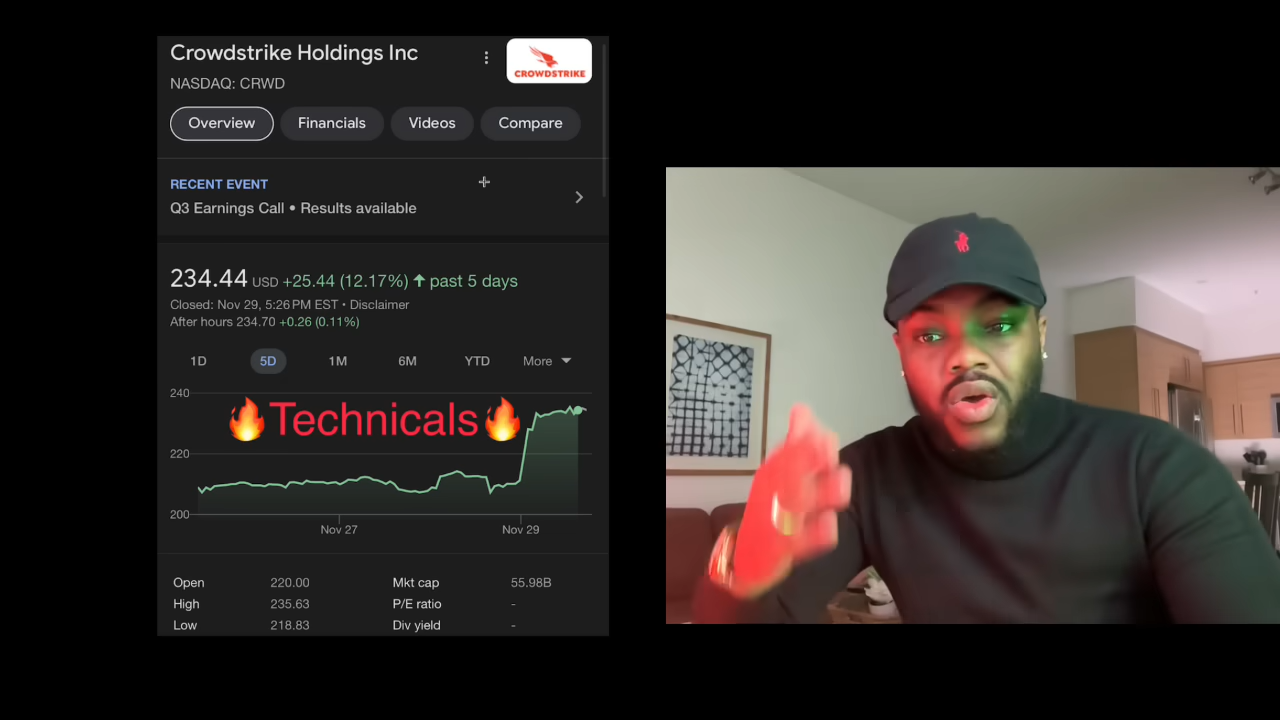 Crowdstrike Holdings Inc
CROWDSTRIKE
NASDAQ: CRWD
Overview Financials Videos Compare
RECENT EVENT
Q3 Earnings Call • Results available
234.44 USD +25.44 (12.17%) ↑ past 5 days
Closed: Nov 29, 5:26 PM EST • Disclaimer
After hours 234.70 +0.26 (0.11%)
1D 5D 1M 6M YTD More
240
🔥Technicals🔥
220
200
Nov 27 Nov 29
Open 220.00 Mkt cap 55.98B
High 235.63 P/E ratio -
Low 218.83 Div yield -